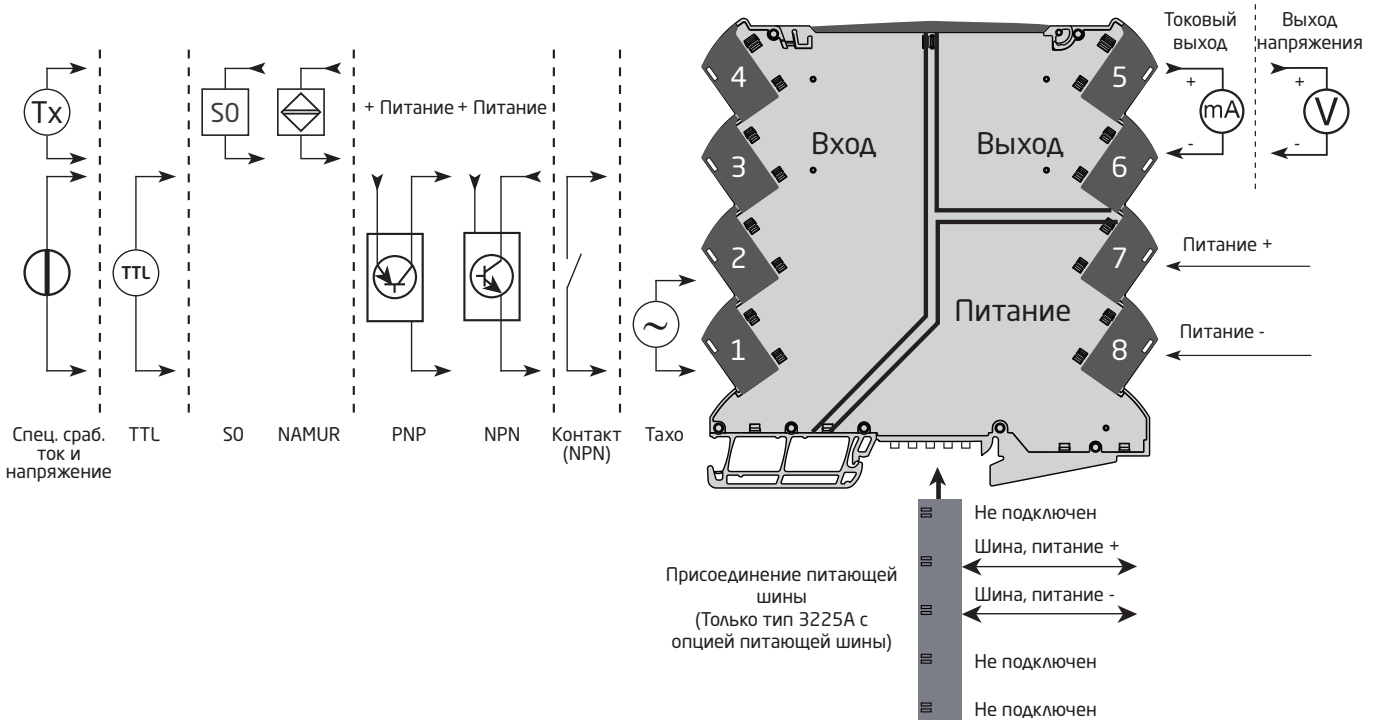 Токовый
выход
Выход
напряжения
4
5
+
+
Tx
S0
+ Питание
+ Питание
mA
V
-
-
3
Вход
Выход
6
TTL
2
7
Питание +
Питание
~
1
8
Питание -
Спец. сраб.
ток и
напряжение
TTL
S0
NAMUR
PNP
NPN
Контакт
(NPN)
Тахо
Не подключен
Шина, питание +
Присоединение питающей
шины
(Только тип 3225A с
опцией питающей шины)
Шина, питание -
Не подключен
Не подключен